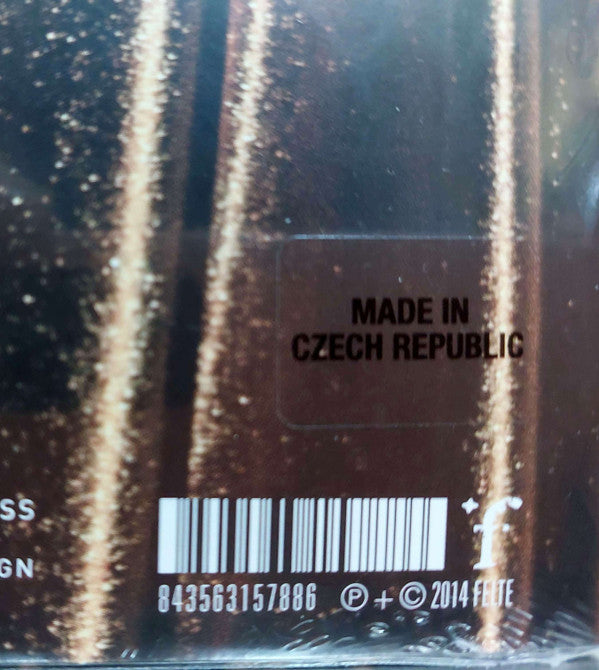 MADE IN
CZECH REPUBLIC
SS
GN
f
843563157886 Ⓟ + © 2014 FELTE